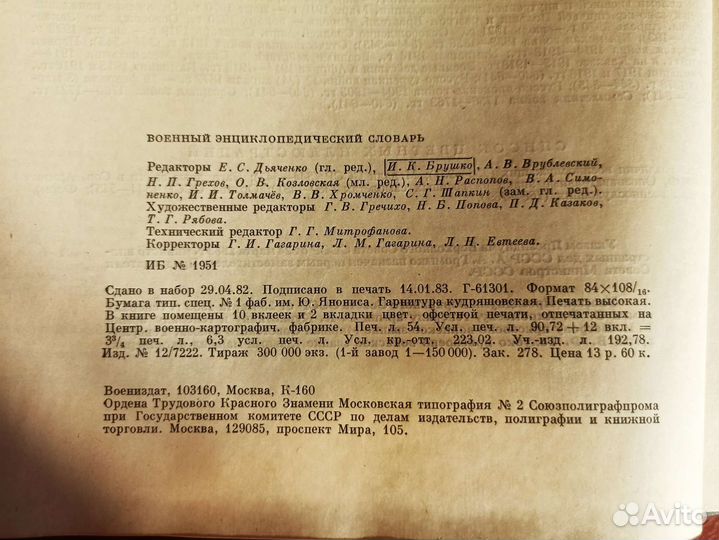 ВОЕННЫЙ ЭНЦИКЛОПЕДИЧЕСКИЙ СЛОВАРЬ
Редакторы Е. С. Дьяченко (гл. ред.), И. К. Брушко, А. В. Врублевский,
Н. П. Грехов, О. В. Козловская (мл. ред.), А. Н. Распопов, В. А. Симо-
ненко, И. И. Толмачёв, В. В. Хромченко, С. Г. Шапкин (зам. гл. ред.).
Художественные редакторы Г. В. Гречихо, Н. Б. Попова, П. Д. Казаков,
Т. Г. Рябова.
Технический редактор Г. Г. Митрофанова.
Корректоры Г. И. Гагарина, Л. М. Гагарина, Л. Н. Евтеева.
ИБ № 1951
Сдано в набор 29.04.82. Подписано в печать 14.01.83. Г-61301. Формат 84×108/16.
Бумага тип. спец. № 1 фаб. им. Ю. Янониса. Гарнитура кудряшовская. Печать высокая.
В книге помещены 10 вклеек и 2 вкладки цвет. офсетной печати, отпечатанных на
Центр. военно-картографич. фабрике. Печ. л. 54. Усл. печ. л. 90,72+12 вкл. =
3¾ печ. л., 6,3 усл. печ. л. Усл. кр.-отт. 223,02. Уч.-изд. л. 192,78.
Изд. № 12/7222. Тираж 300 000 экз. (1-й завод 1—150 000). Зак. 278. Цена 13 р. 60 к.
Воениздат, 103160, Москва, К-160
Ордена Трудового Красного Знамени Московская типография № 2 Союзполиграфпрома
при Государственном комитете СССР по делам издательств, полиграфии и книжной
торговли. Москва, 129085, проспект Мира, 105.
Avito